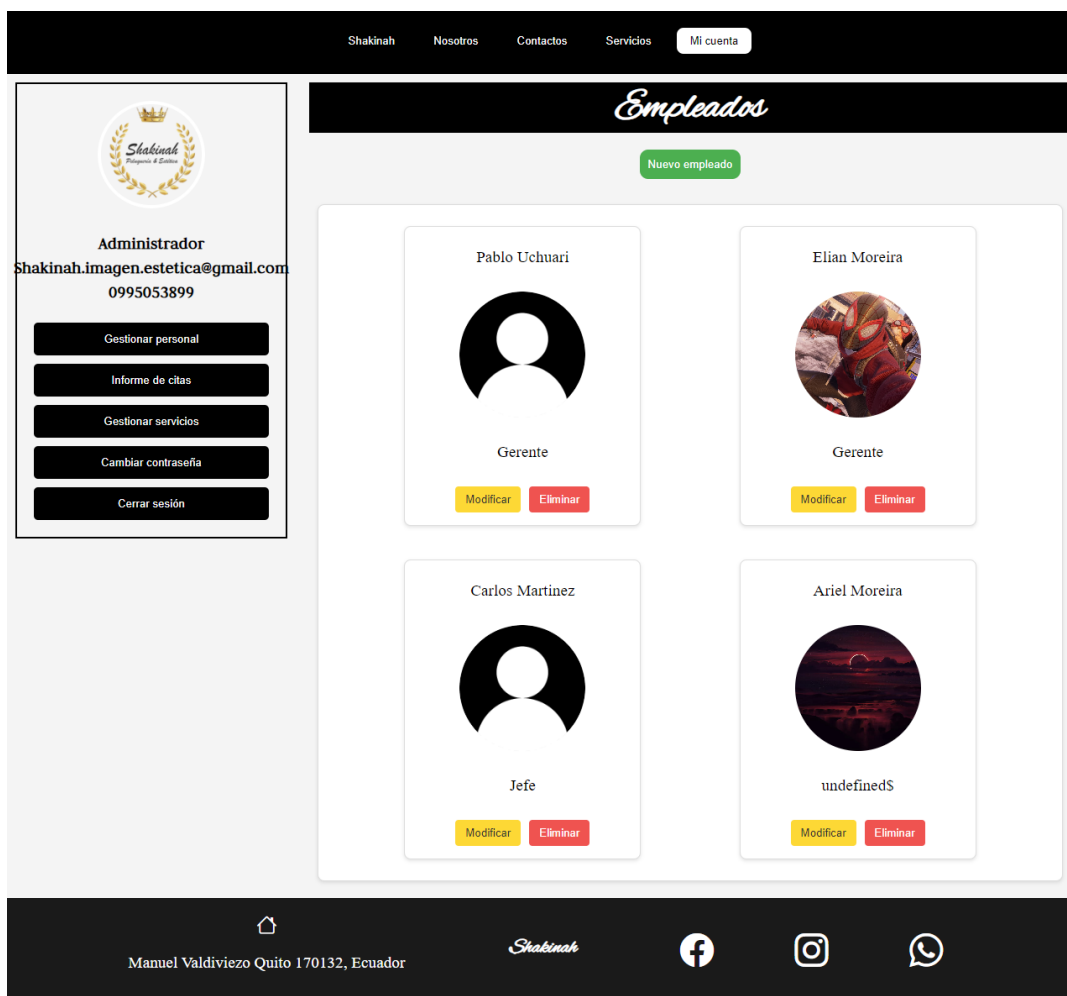 Shakinah Nosotros Contactos Servicios Mi cuenta
Shakinah
Peluquería & Estética
Administrador
Shakinah.imagen.estetica@gmail.com
0995053899
Gestionar personal
Informe de citas
Gestionar servicios
Cambiar contraseña
Cerrar sesión
Empleados
Nuevo empleado
Pablo Uchuari
Gerente
Modificar Eliminar
Elian Moreira
Gerente
Modificar Eliminar
Carlos Martinez
Jefe
Modificar Eliminar
Ariel Moreira
undefined$
Modificar Eliminar
Manuel Valdiviezo Quito 170132, Ecuador
Shakinah